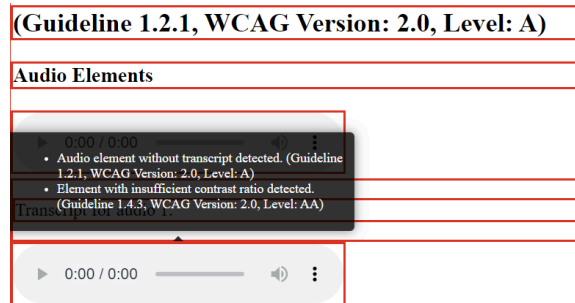 (Guideline 1.2.1, WCAG Version: 2.0, Level: A)
Audio Elements
0:00 / 0:00
• Audio element without transcript detected. (Guideline
1.2.1, WCAG Version: 2.0, Level: A)
• Element with insufficient contrast ratio detected.
(Guideline 1.4.3, WCAG Version: 2.0, Level: AA)
Transcript for audio 1:
0:00 / 0:00